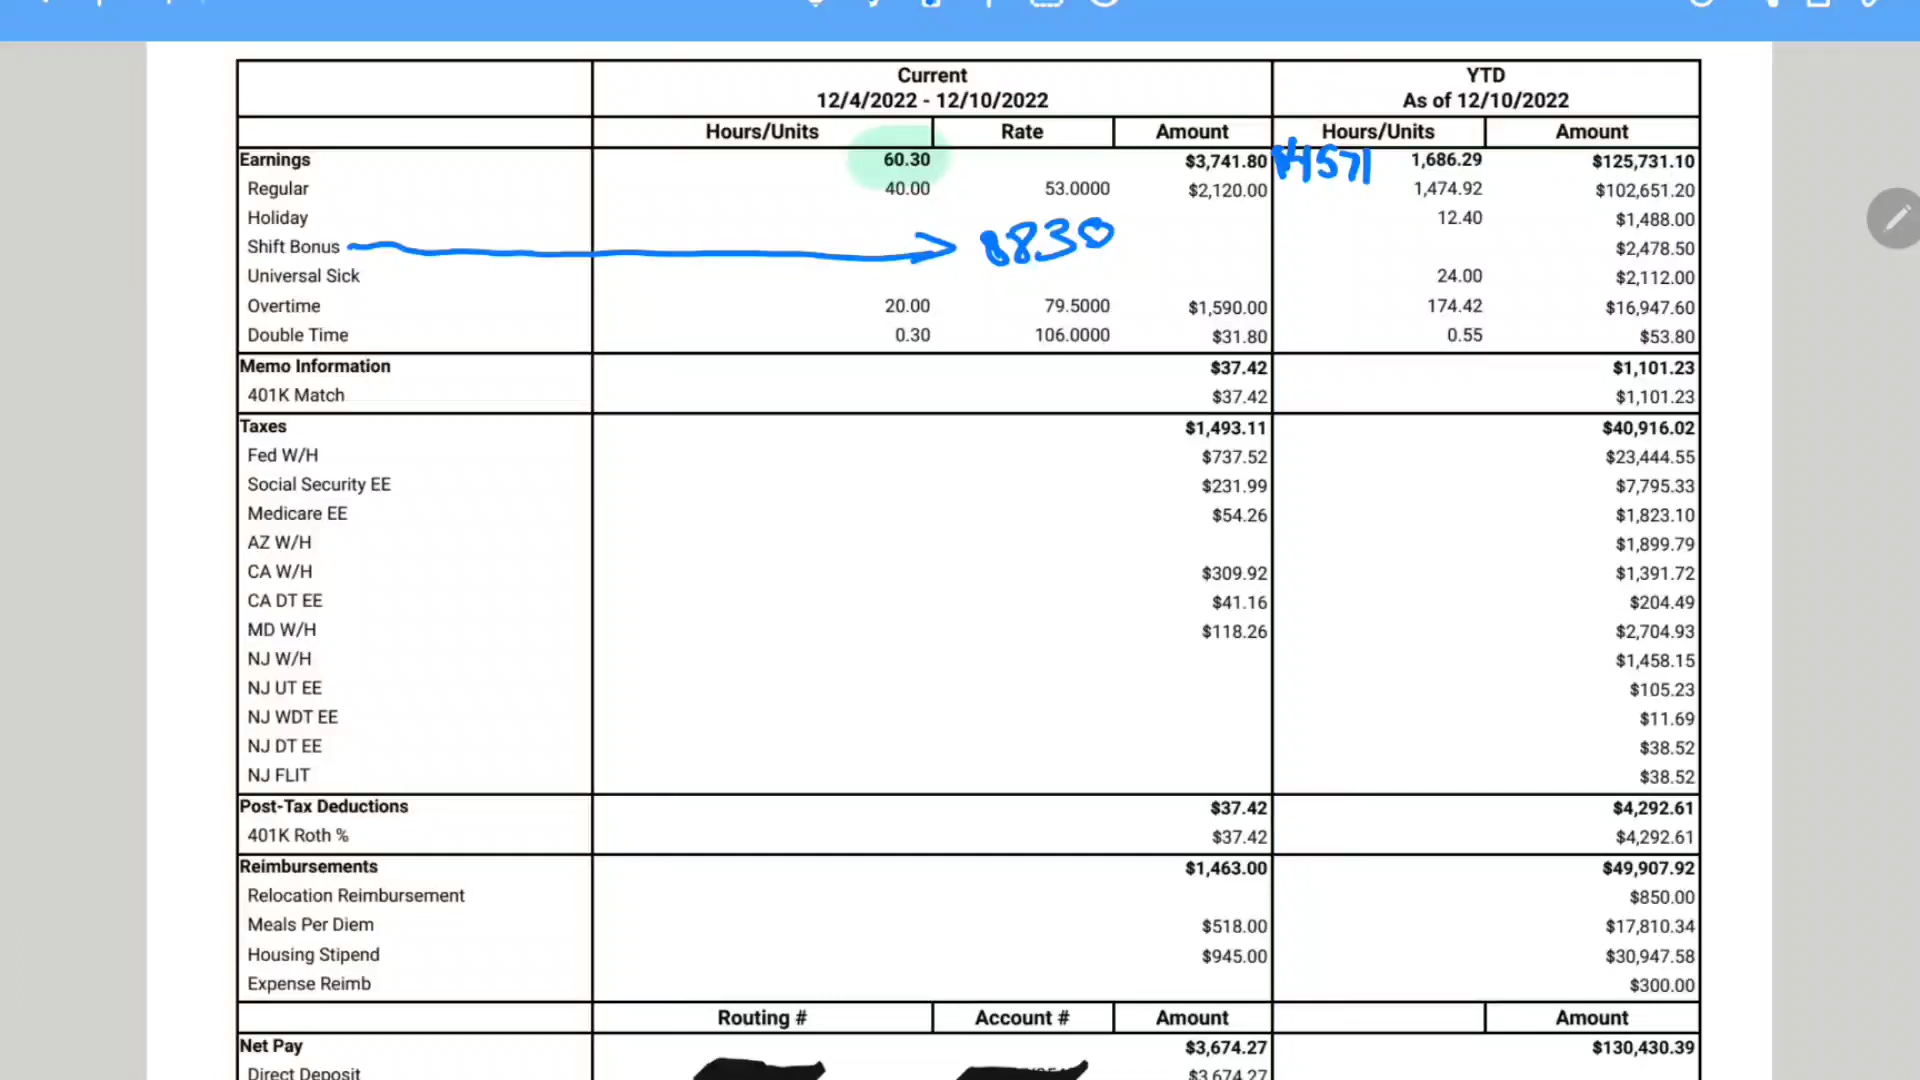 Current YTD
12/4/2022 - 12/10/2022 As of 12/10/2022
Hours/Units Rate Amount Hours/Units Amount
Earnings 60.30 $3,741.80 $4571 1,686.29 $125,731.10
Regular 40.00 53.0000 $2,120.00 1,474.92 $102,651.20
Holiday 12.40 $1,488.00
Shift Bonus $830 $2,478.50
Universal Sick 24.00 $2,112.00
Overtime 20.00 79.5000 $1,590.00 174.42 $16,947.60
Double Time 0.30 106.0000 $31.80 0.55 $53.80
Memo Information $37.42 $1,101.23
401K Match $37.42 $1,101.23
Taxes $1,493.11 $40,916.02
Fed W/H $737.52 $23,444.55
Social Security EE $231.99 $7,795.33
Medicare EE $54.26 $1,823.10
AZ W/H $1,899.79
CA W/H $309.92 $1,391.72
CA DT EE $41.16 $204.49
MD W/H $118.26 $2,704.93
NJ W/H $1,458.15
NJ UT EE $105.23
NJ WDT EE $11.69
NJ DT EE $38.52
NJ FLIT $38.52
Post-Tax Deductions $37.42 $4,292.61
401K Roth % $37.42 $4,292.61
Reimbursements $1,463.00 $49,907.92
Relocation Reimbursement $850.00
Meals Per Diem $518.00 $17,810.34
Housing Stipend $945.00 $30,947.58
Expense Reimb $300.00
Routing # Account # Amount Amount
Net Pay $3,674.27 $130,430.39
Direct Deposit $3,674.27